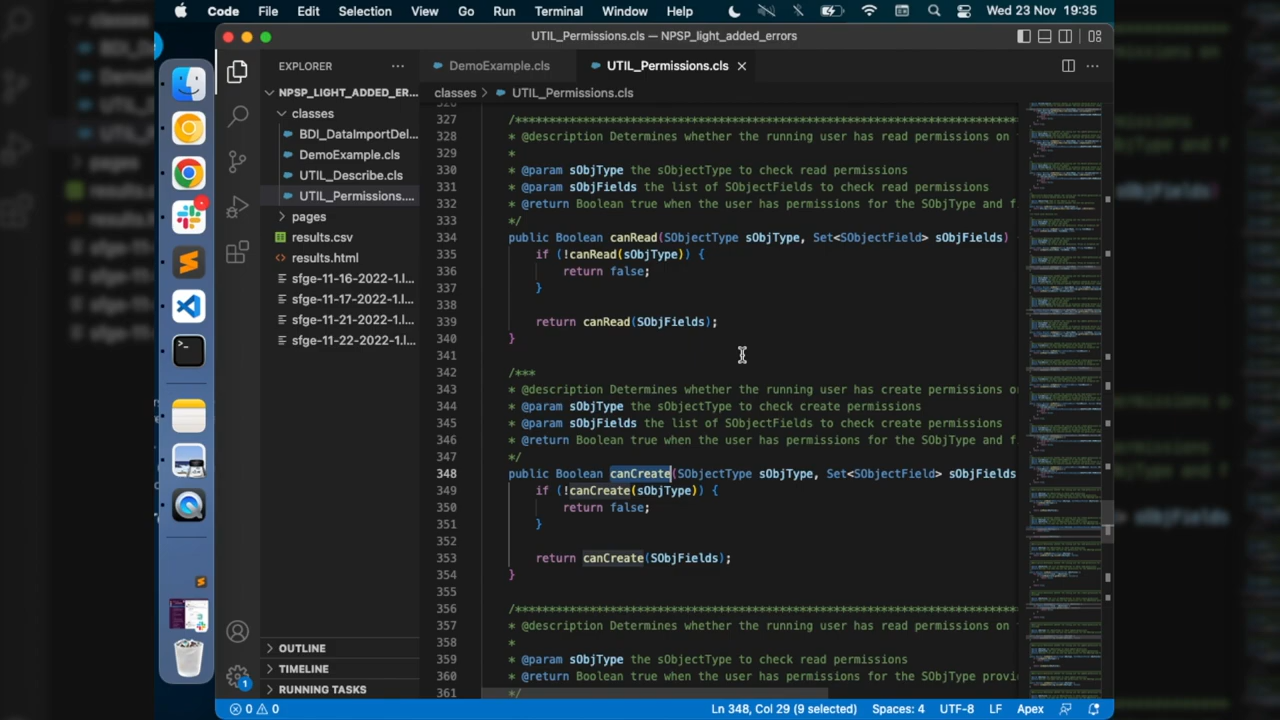 Code File Edit Selection View Go Run Terminal Window Help Wed 23 Nov 19:35
UTIL_Permissions.cls — NPSP_light_added_errors
EXPLORER
NPSP_LIGHT_ADDED_ER...
classes
BDI_DataImportDel...
DemoExample.cls
UTIL_Describe.cls
UTIL_Permissions....
pages
results.csv
results.html
sfge-11-16-2022-1.l...
sfge-11-17-2022-1.l...
sfge-11-21-2022-1.l...
sfge-11-22-2022-1.l...
OUTLINE
TIMELINE
RUNNING TASKS
1
DemoExample.cls UTIL_Permissions.cls
classes > UTIL_Permissions.cls
327 /*******************************************************************************
328 * @description Determines whether the running user has read permissions on
329 *
330 * @param sObjType the sObjectType to check read permissions
331 * @param sObjFields the list of SObjectFields to check read permissions
332 * @return Boolean true when the user has permissions for the SObjType and f
333 */
334 public Boolean canRead(SObjectType sObjType, Set<SObjectField> sObjFields)
335 if (!canRead(sObjType)) {
336 return false;
337 }
338
339 return canRead(SObjFields);
340 }
341
342 /***
343 * @description Determines whether the running user has create permissions o
344 * @param sObjType the sObjectType to check create permissions
345 * @param sObjFields the list of SObjectFields to check create permissions
346 * @return Boolean true when the user has permissions for the SObjType and f
347 */
348 public Boolean canCreate(SObjectType sObjType, Set<SObjectField> sObjFields
349 if (!canCreate(sObjType)) {
350 return false;
351 }
352
353 return canCreate(SObjFields);
354 }
355
356 /*******************************************************************************
357 * @description Determines whether the running user has read permissions on
358 *
359 * @param sObjType the sObjectType to check read permissions
360 * @return Boolean true when the user has permissions for the SObjType provi
361 */
0 0 Ln 348, Col 29 (9 selected) Spaces: 4 UTF-8 LF Apex